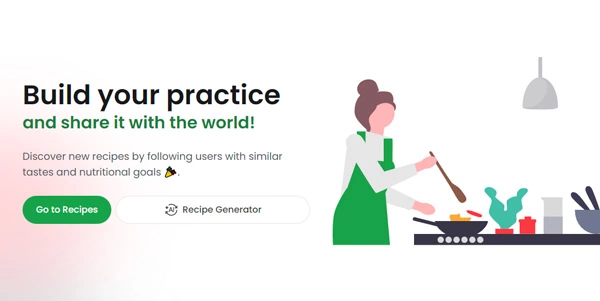 Build your practice
and share it with the world!
Discover new recipes by following users with similar
tastes and nutritional goals 🎉.
Go to Recipes
AI Recipe Generator